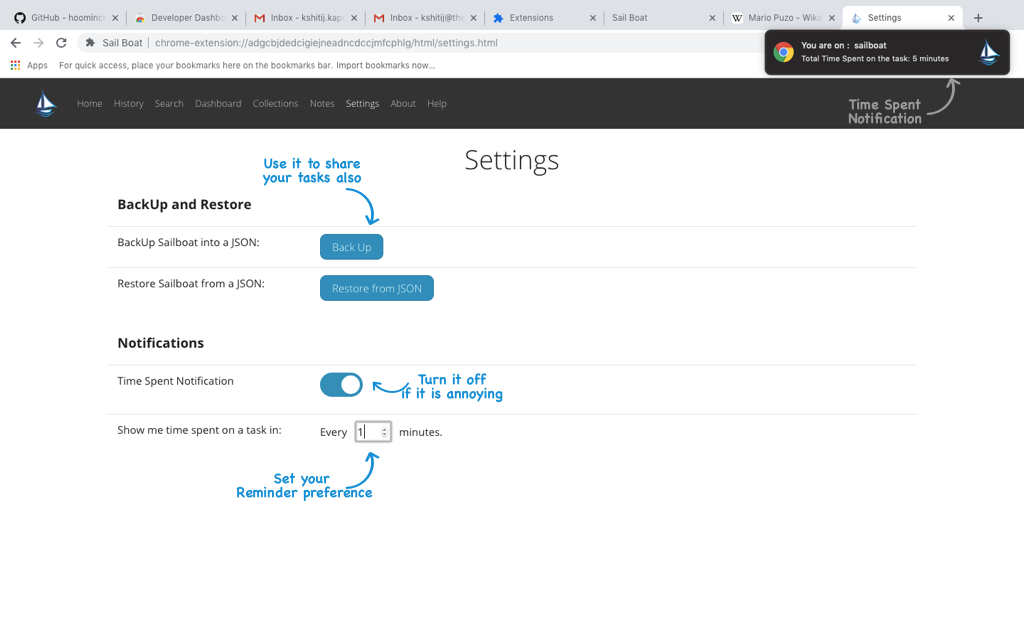 GitHub - hoominc
Developer Dashbo
Inbox - kshitij.kapo
Inbox - kshitij@tha
Extensions
Sail Boat
Mario Puzo - Wikip
Settings
Sail Boat chrome-extension://adgcbjdedcigiejneadncdccjmfcphlg/html/settings.html
Apps For quick access, place your bookmarks here on the bookmarks bar. Import bookmarks now...
You are on : sailboat
Total Time Spent on the task: 5 minutes
Home History Search Dashboard Collections Notes Settings About Help
Time Spent
Notification
Settings
Use it to share
your tasks also
BackUp and Restore
BackUp Sailboat into a JSON: Back Up
Restore Sailboat from a JSON: Restore from JSON
Notifications
Time Spent Notification
Turn it off
if it is annoying
Show me time spent on a task in: Every 1 minutes.
Set your
Reminder preference